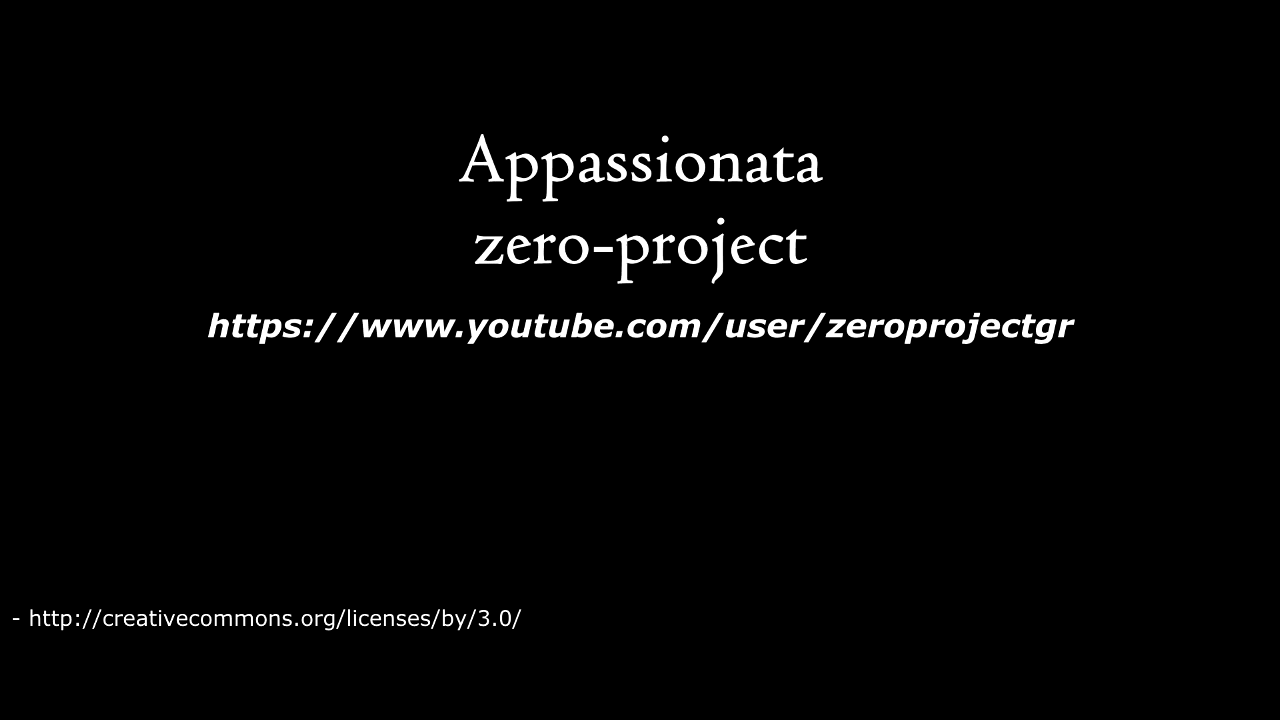 Appassionata
zero-project
https://www.youtube.com/user/zeroprojectgr
- http://creativecommons.org/licenses/by/3.0/